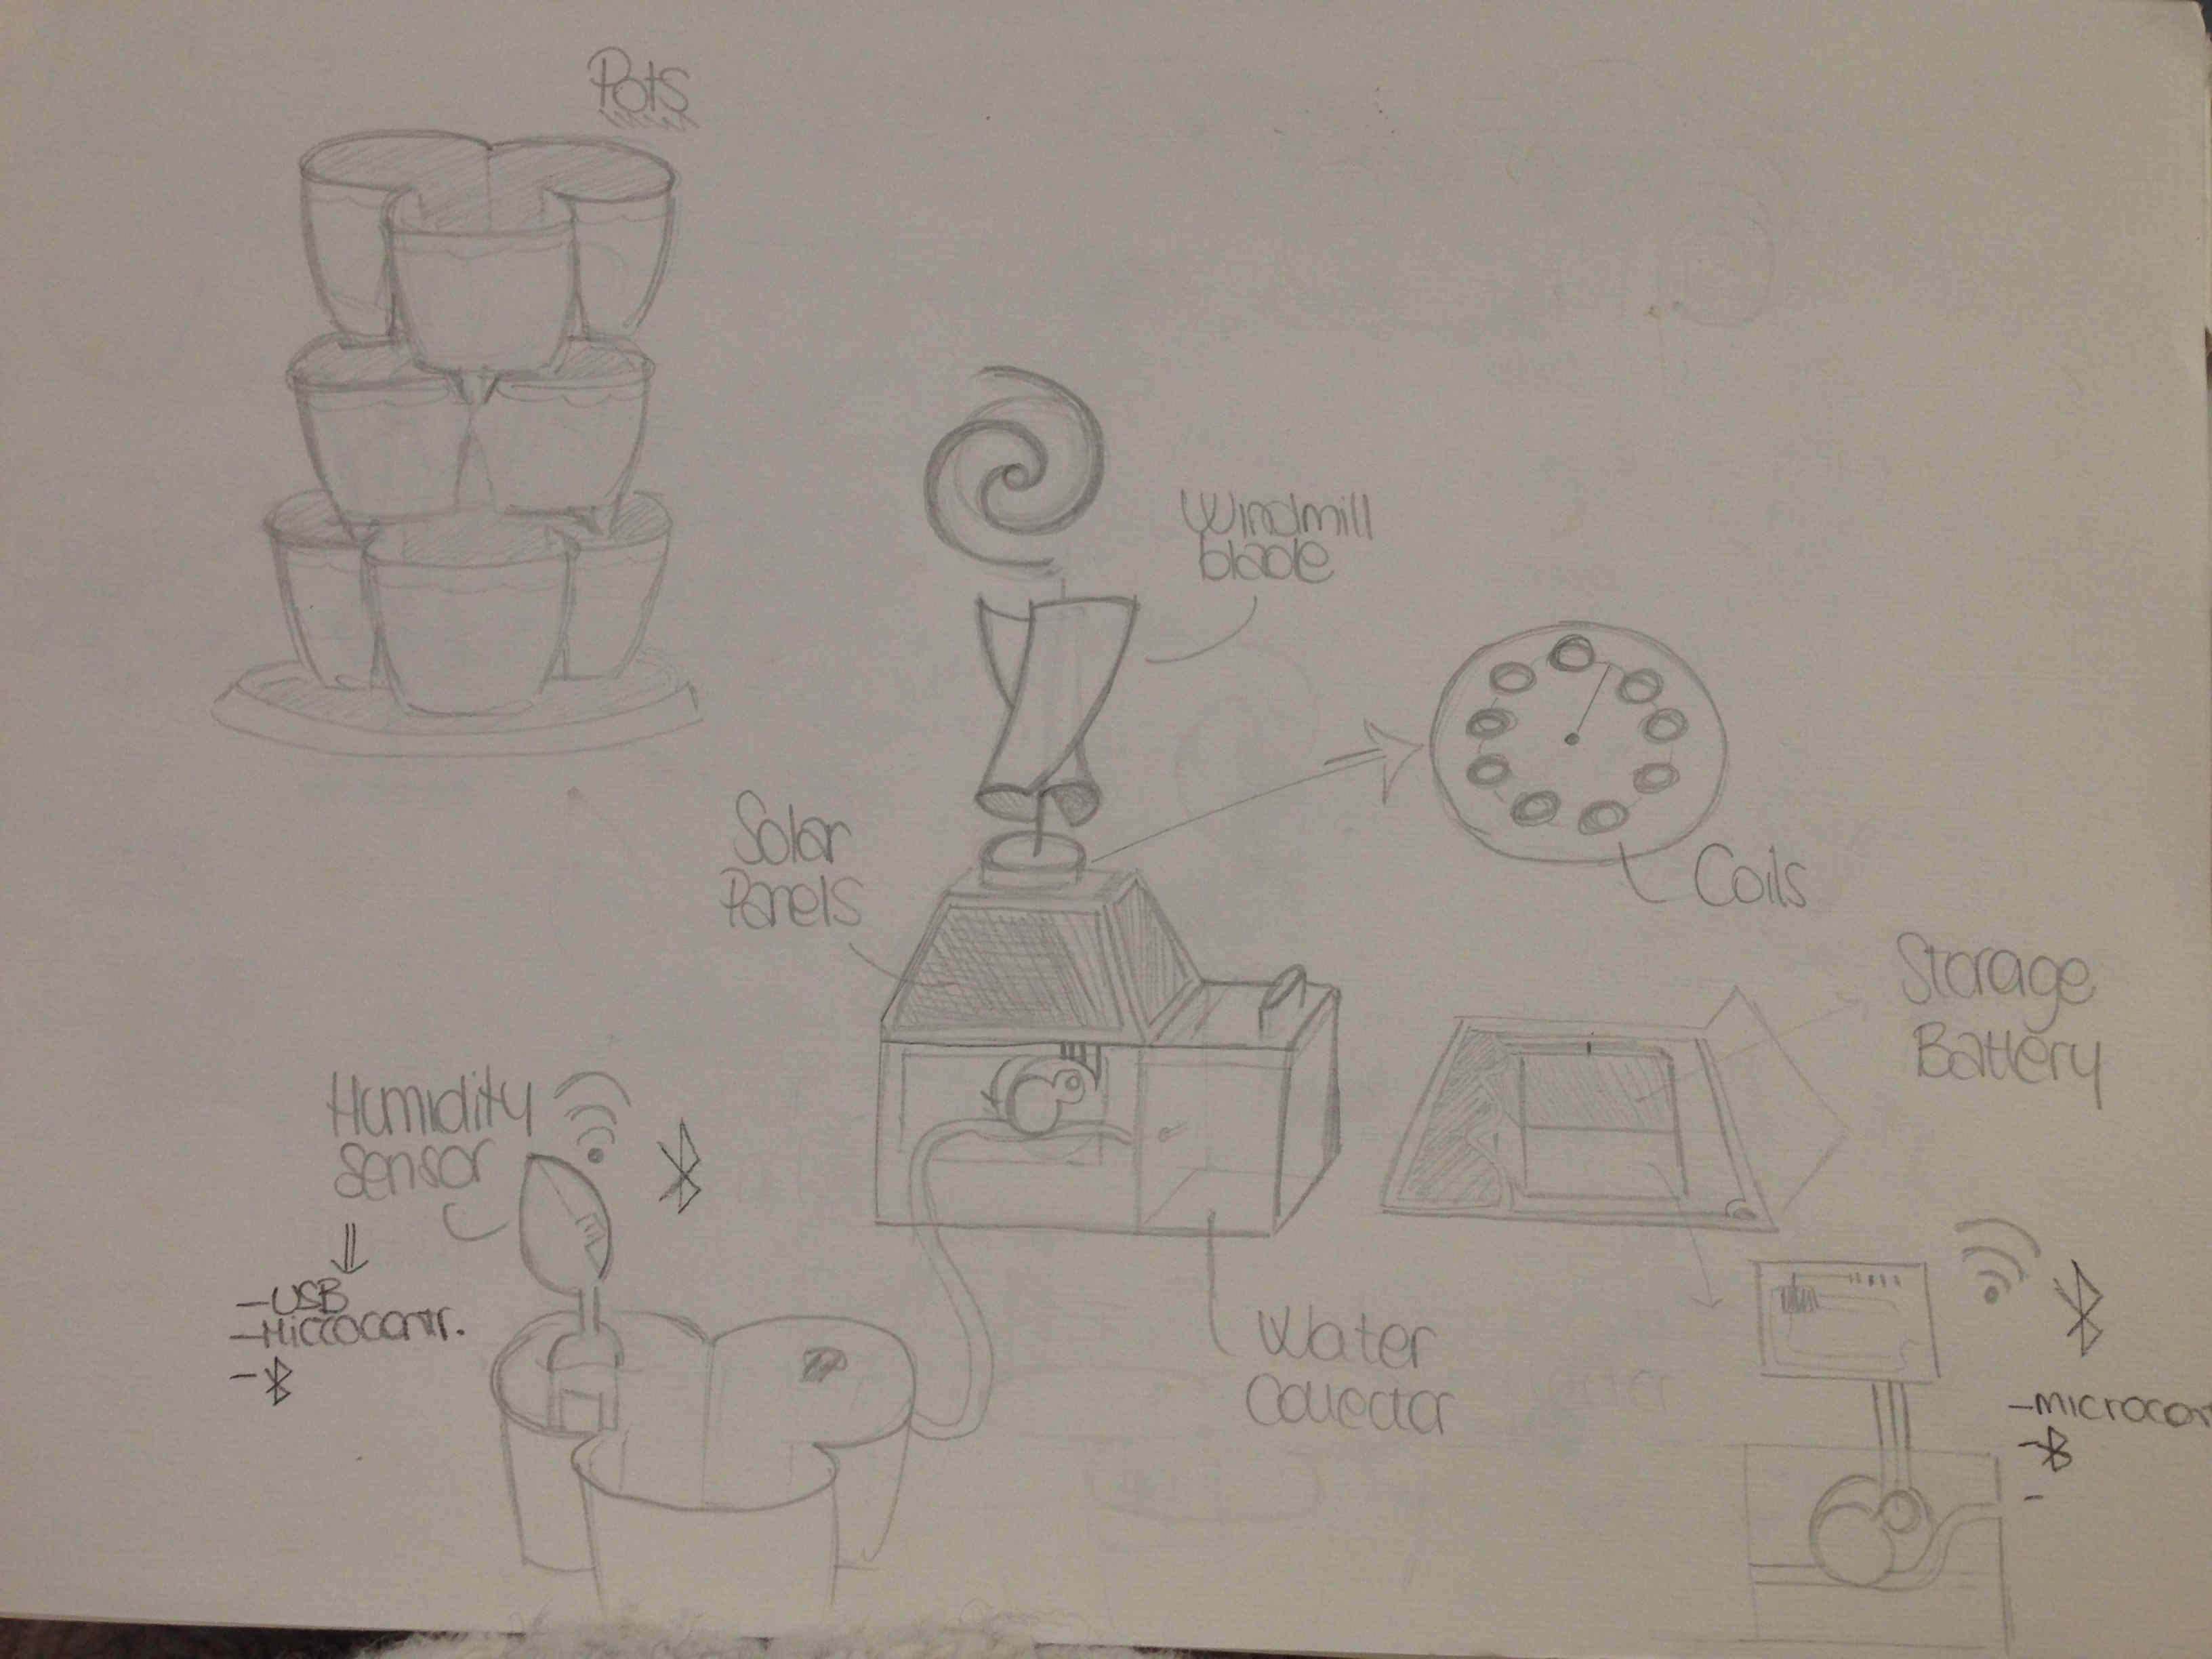 Pots
Windmill
blade
Coils
Solar
Panels
Storage
Battery
Humidity
Sensor
-USB
-Microcontr.
-
Water
Collector
-microcon
-
-